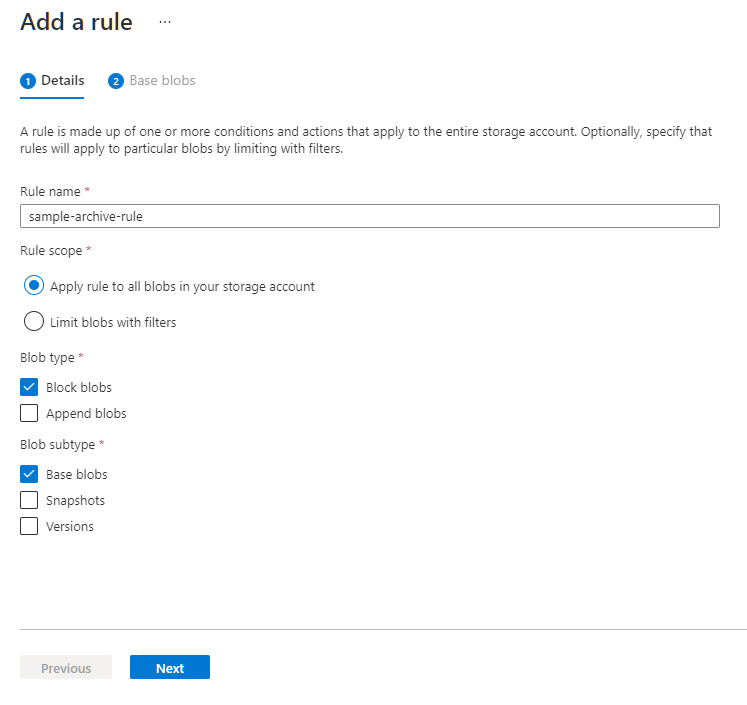 Add a rule ...
1 Details 2 Base blobs
A rule is made up of one or more conditions and actions that apply to the entire storage account. Optionally, specify that
rules will apply to particular blobs by limiting with filters.
Rule name *
sample-archive-rule
Rule scope *
Apply rule to all blobs in your storage account
Limit blobs with filters
Blob type *
Block blobs
Append blobs
Blob subtype *
Base blobs
Snapshots
Versions
Previous Next